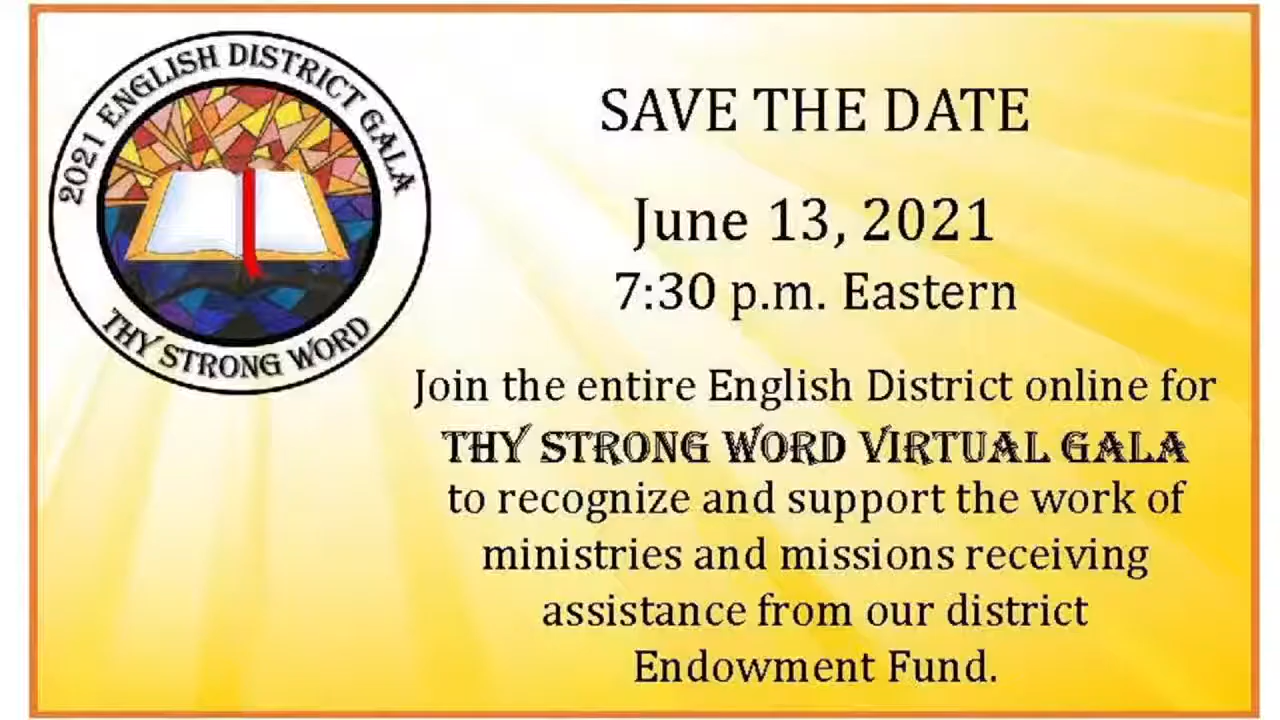 2021 ENGLISH DISTRICT GALA
THY STRONG WORD
SAVE THE DATE
June 13, 2021
7:30 p.m. Eastern
Join the entire English District online for
THY STRONG WORD VIRTUAL GALA
to recognize and support the work of
ministries and missions receiving
assistance from our district
Endowment Fund.